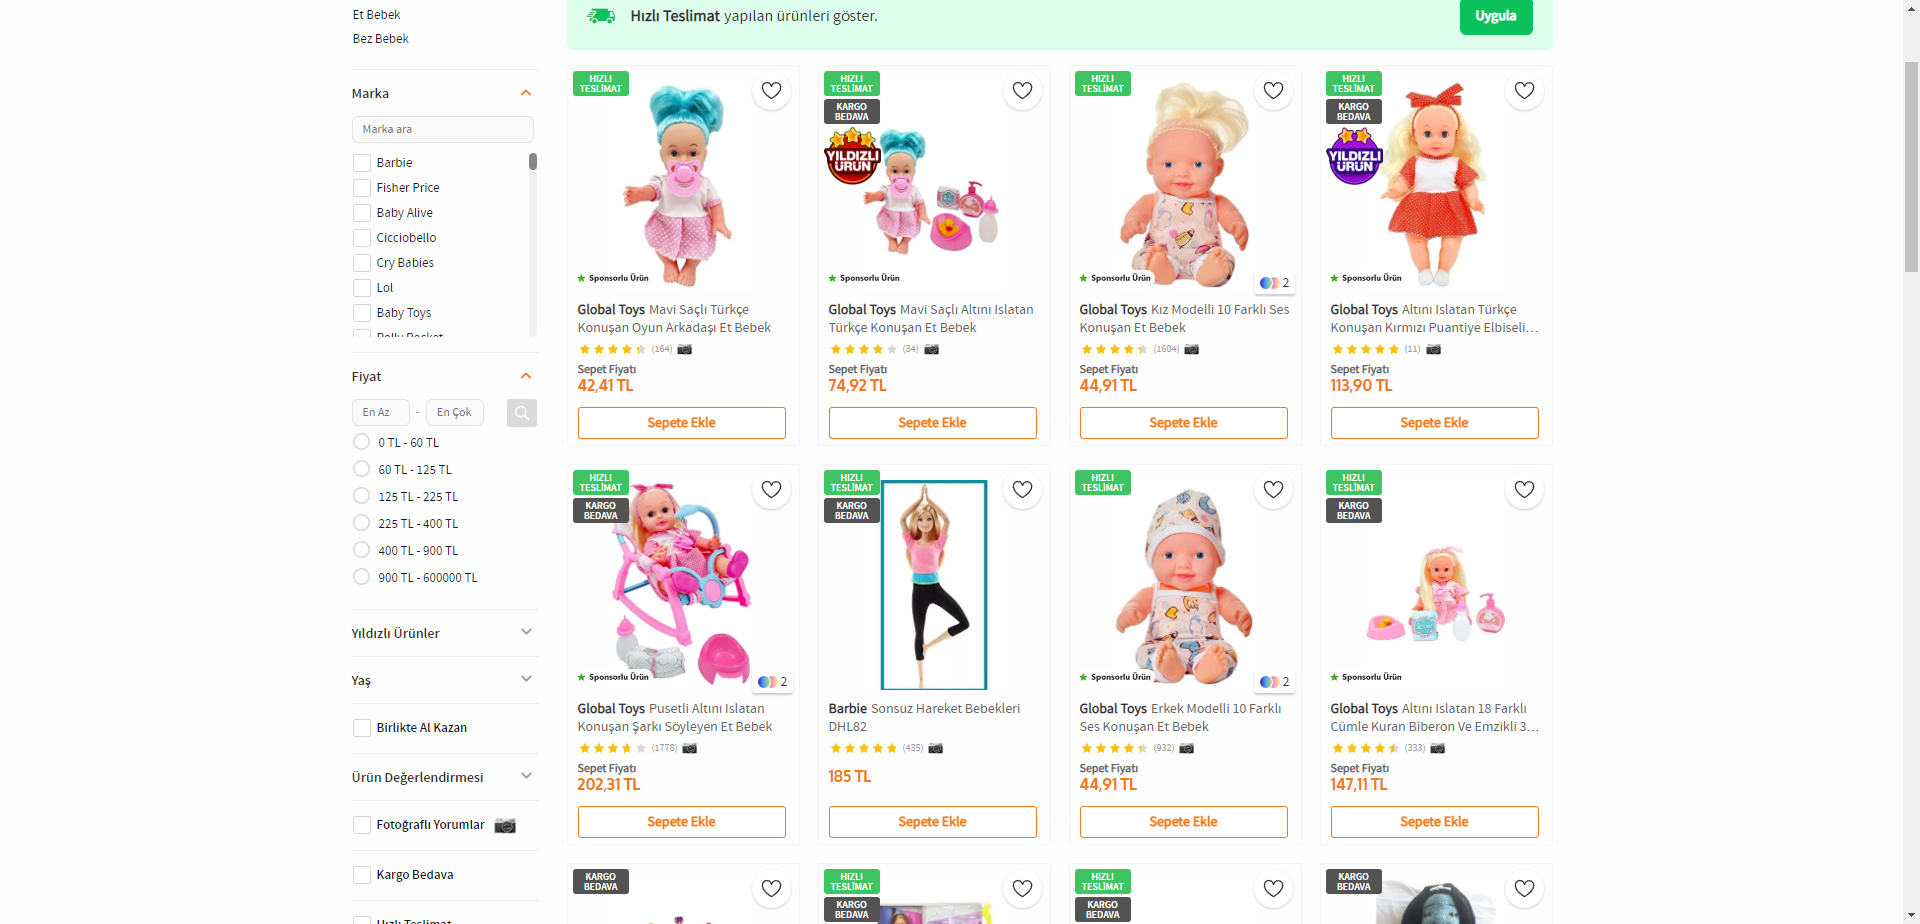 Et Bebek
Bez Bebek
Marka
Marka ara
Barbie
Fisher Price
Baby Alive
Cicciobello
Cry Babies
Lol
Baby Toys
Polly Pocket
Fiyat
En Az - En Çok
0 TL - 60 TL
60 TL - 125 TL
125 TL - 225 TL
225 TL - 400 TL
400 TL - 900 TL
900 TL - 600000 TL
Yıldızlı Ürünler
Yaş
Birlikte Al Kazan
Ürün Değerlendirmesi
Fotoğraflı Yorumlar
Kargo Bedava
Hızlı Teslimat
Hızlı Teslimat yapılan ürünleri göster.
Uygula
HIZLI
TESLİMAT
Sponsorlu Ürün
Global Toys Mavi Saçlı Türkçe
Konuşan Oyun Arkadaşı Et Bebek
(164)
Sepet Fiyatı
42,41 TL
Sepete Ekle
HIZLI
TESLİMAT
KARGO
BEDAVA
YILDIZLI
ÜRÜN
Sponsorlu Ürün
Global Toys Mavi Saçlı Altını Islatan
Türkçe Konuşan Et Bebek
(34)
Sepet Fiyatı
74,92 TL
Sepete Ekle
HIZLI
TESLİMAT
Sponsorlu Ürün
2
Global Toys Kız Modelli 10 Farklı Ses
Konuşan Et Bebek
(1604)
Sepet Fiyatı
44,91 TL
Sepete Ekle
HIZLI
TESLİMAT
KARGO
BEDAVA
YILDIZLI
ÜRÜN
Sponsorlu Ürün
Global Toys Altını Islatan Türkçe
Konuşan Kırmızı Puantiye Elbiseli...
(11)
Sepet Fiyatı
113,90 TL
Sepete Ekle
HIZLI
TESLİMAT
KARGO
BEDAVA
Sponsorlu Ürün
2
Global Toys Pusetli Altını Islatan
Konuşan Şarkı Söyleyen Et Bebek
(1778)
Sepet Fiyatı
202,31 TL
Sepete Ekle
HIZLI
TESLİMAT
KARGO
BEDAVA
Barbie Sonsuz Hareket Bebekleri
DHL82
(435)
185 TL
Sepete Ekle
HIZLI
TESLİMAT
Sponsorlu Ürün
2
Global Toys Erkek Modelli 10 Farklı
Ses Konuşan Et Bebek
(932)
Sepet Fiyatı
44,91 TL
Sepete Ekle
HIZLI
TESLİMAT
KARGO
BEDAVA
Sponsorlu Ürün
Global Toys Altını Islatan 18 Farklı
Cümle Kuran Biberon Ve Emzikli 3...
(333)
Sepet Fiyatı
147,11 TL
Sepete Ekle
KARGO
BEDAVA
HIZLI
TESLİMAT
KARGO
BEDAVA
HIZLI
TESLİMAT
KARGO
BEDAVA
KARGO
BEDAVA